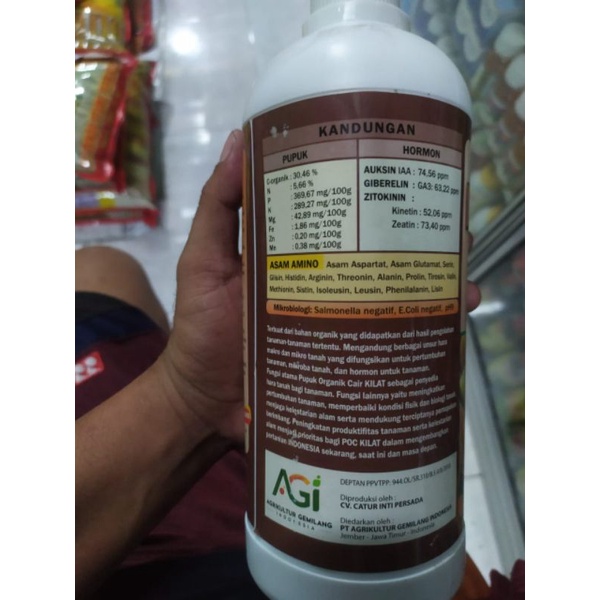 KANDUNGAN
PUPUK
C-organik : 30.46 %
N : 5.66 %
P : 369,67 mg/100g
K : 289,27 mg/100g
Mg : 42.89 mg/100g
Fe : 1,86 mg/100g
Zn : 0,20 mg/100g
Mn : 0.38 mg/100g
HORMON
AUKSIN IAA : 74.56 ppm
GIBERELIN : GA3: 63,22 ppm
ZITOKININ :
Kinetin : 52,06 ppm
Zeatin : 73,40 ppm
ASAM AMINO Asam Aspartat, Asam Glutamat, Serin,
Glisin, Histidin, Arginin, Threonin, Alanin, Prolin, Tirosin, Valin,
Methionin, Sistin, Isoleusin, Leusin, Phenilalanin, Lisin
Mikrobiologi: Salmonella negatif, E.Coli negatif,
Terbuat dari bahan organik yang didapatkan dari hasil pengolahan
tanaman-tanaman tertentu. Mengandung berbagai unsur hara
makro dan mikro tanah yang difungsikan untuk pertumbuhan
tanaman, mikroba tanah, dan hormon untuk tanaman.
Fungsi utama Pupuk Organik Cair KILAT sebagai penyedia
hara tanah bagi tanaman. Fungsi lainnya yaitu meningkatkan
pertumbuhan tanaman, memperbaiki kondisi fisik dan biologi tanah,
menjaga kelestarian alam serta mendukung terciptanya pertanian
berkembang. Peningkatan produktifitas tanaman serta kelestarian
alam menjadi prioritas bagi POC KILAT dalam mengembangkan
pertanian INDONESIA sekarang, saat ini dan masa depan.
AGI
AGRIKULTUR GEMILANG
INDONESIA
DEPTAN PPVTPP:
Diproduksi oleh :
CV. CATUR INTI PERSADA
Diedarkan oleh :
PT AGRIKULTUR GEMILANG INDONESIA
Jember - Jawa Timur - Indonesia